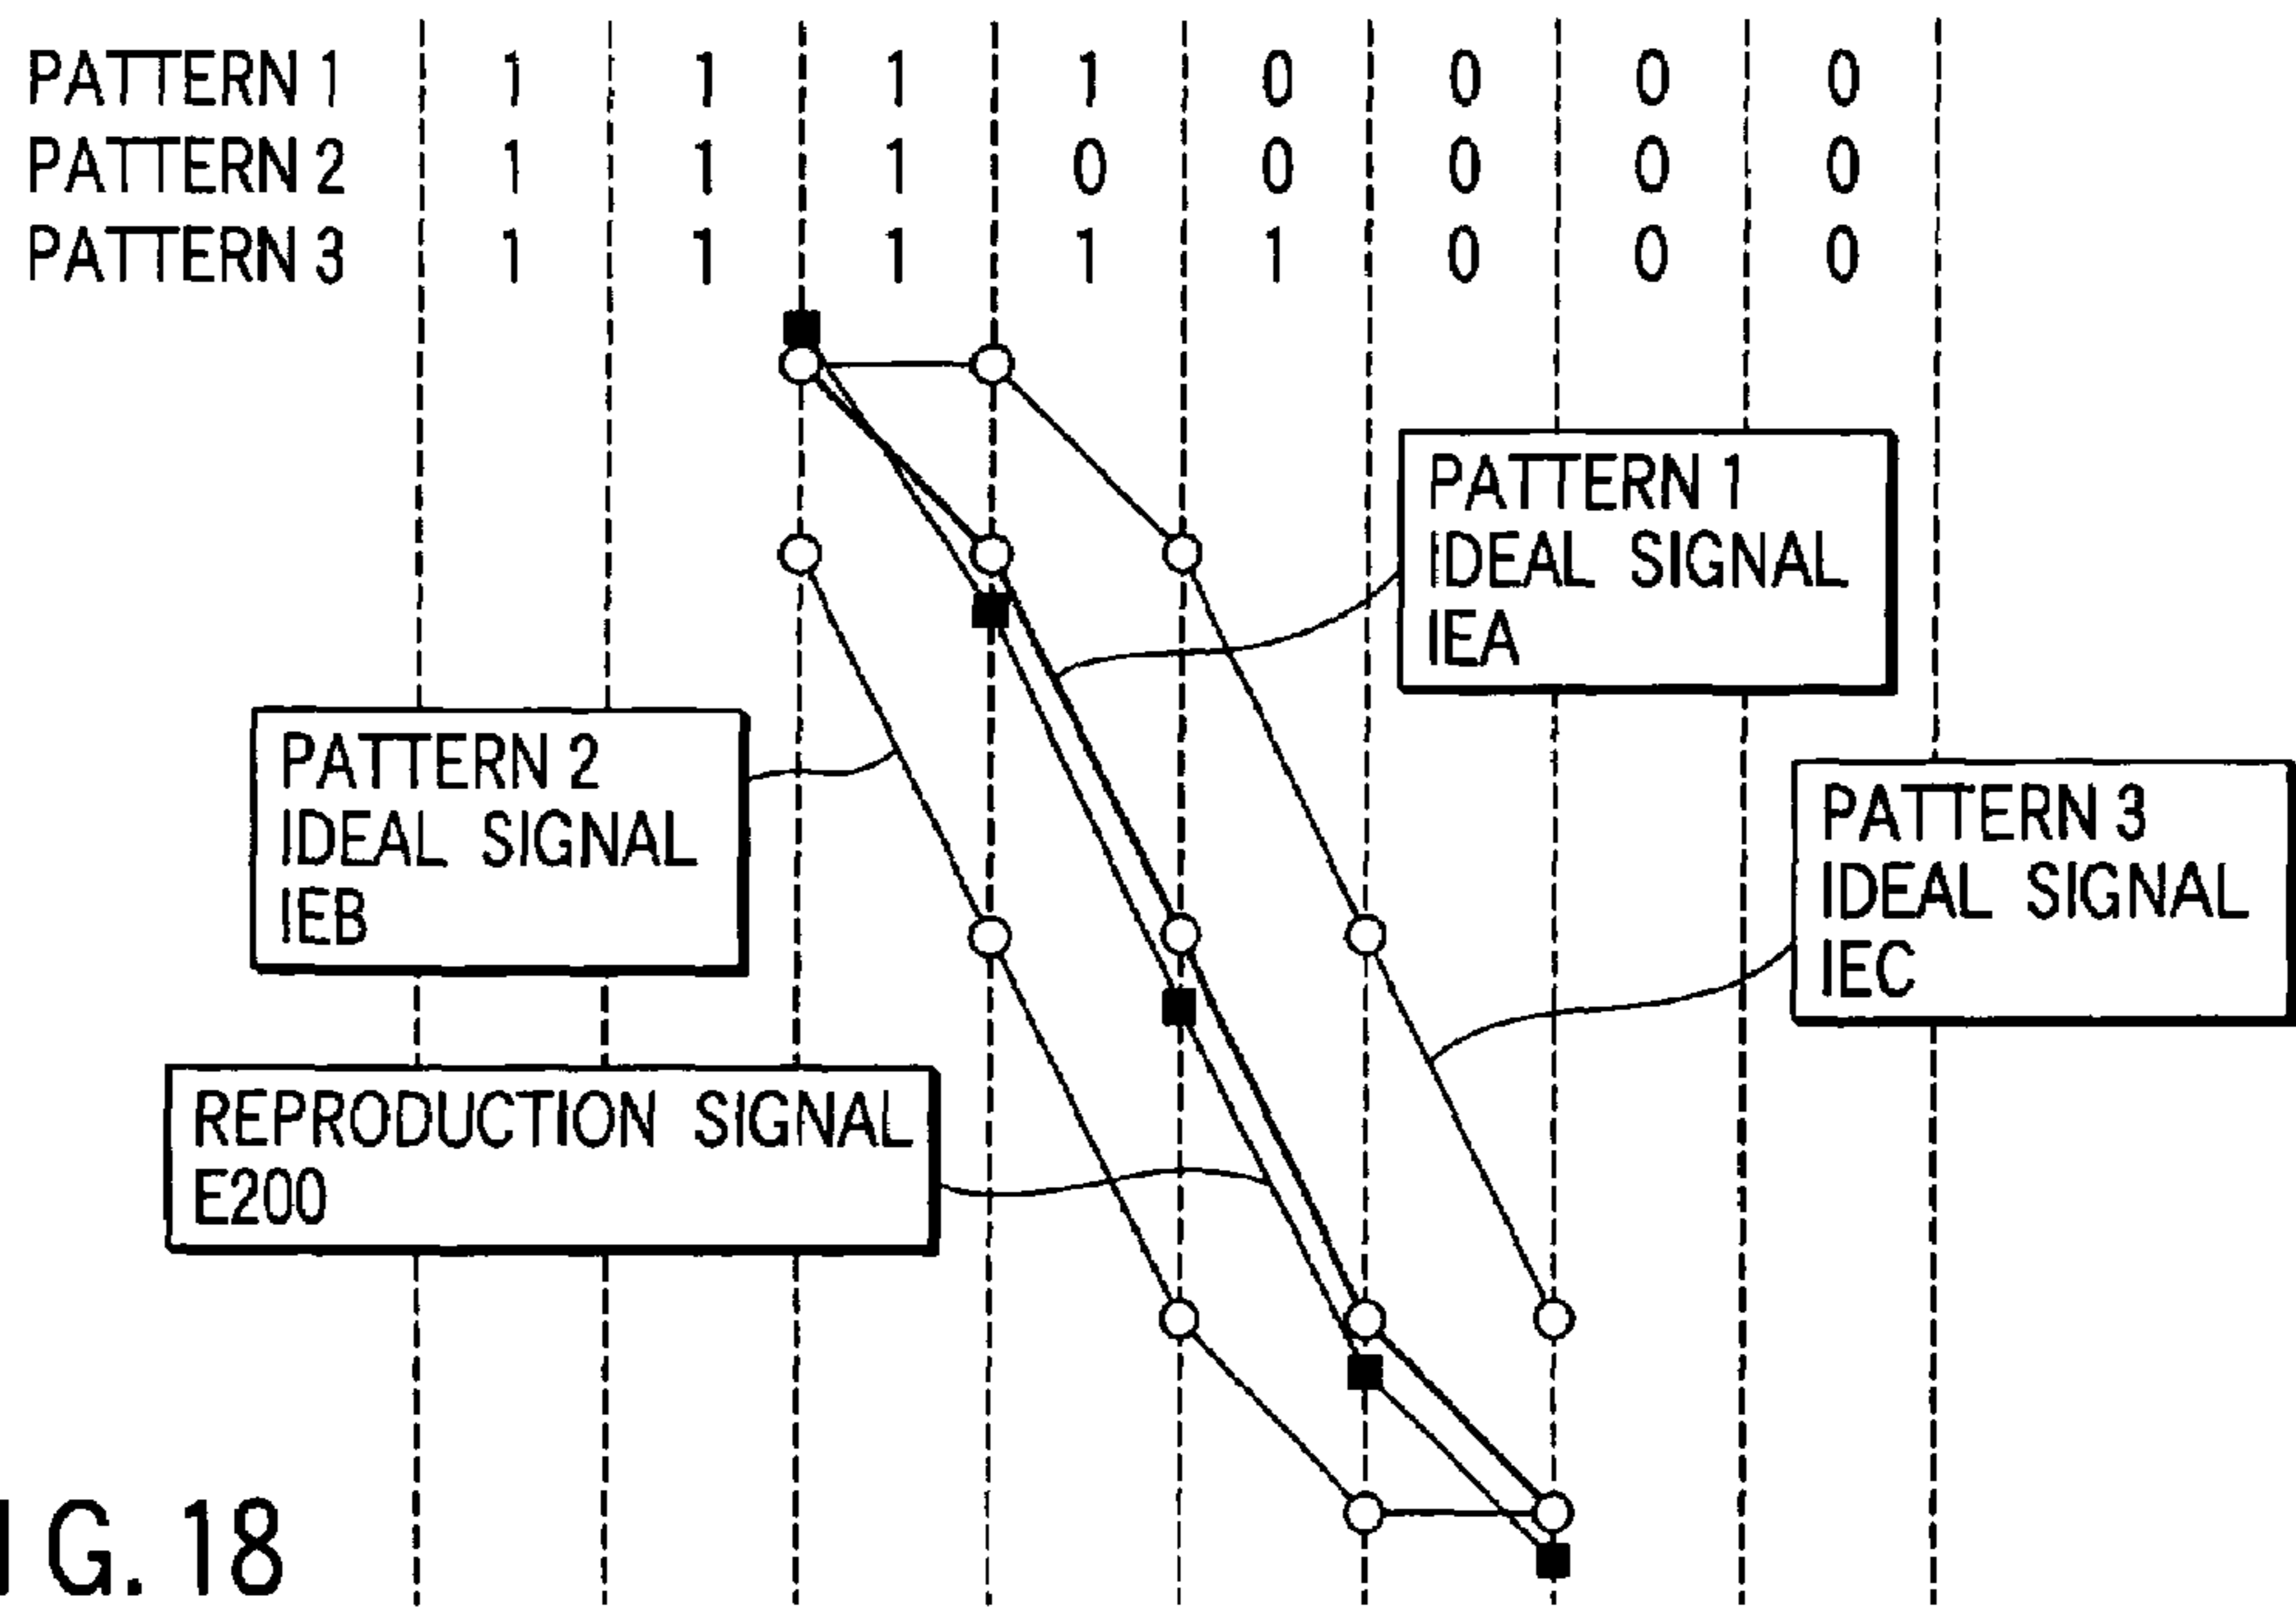 PATTERN 1 1 1 1 1 0 0 0 0
PATTERN 2 1 1 1 0 0 0 0 0
PATTERN 3 1 1 1 1 1 0 0 0
PATTERN 1
IDEAL SIGNAL
IEA
PATTERN 2
IDEAL SIGNAL
IEB
PATTERN 3
IDEAL SIGNAL
IEC
REPRODUCTION SIGNAL
E200
IG. 18